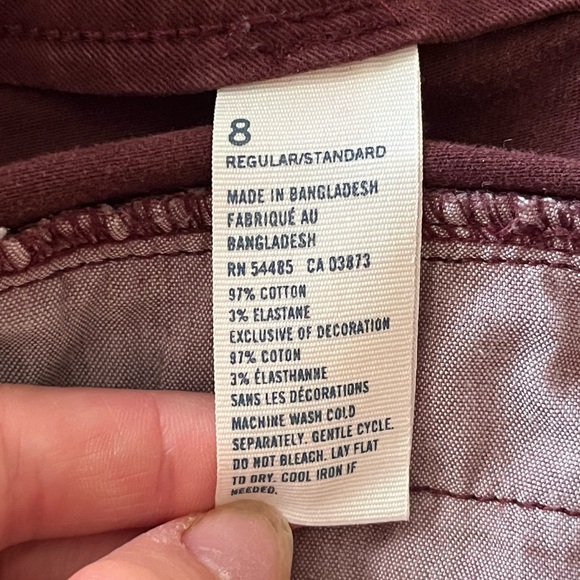 8
REGULAR/STANDARD
MADE IN BANGLADESH
FABRIQUÉ AU
BANGLADESH
RN 54485 CA 03873
97% COTTON
3% ELASTANE
EXCLUSIVE OF DECORATION
97% COTON
3% ÉLASTHANNE
SANS LES DÉCORATIONS
MACHINE WASH COLD
SEPARATELY. GENTLE CYCLE.
DO NOT BLEACH. LAY FLAT
TO DRY. COOL IRON IF
NEEDED.